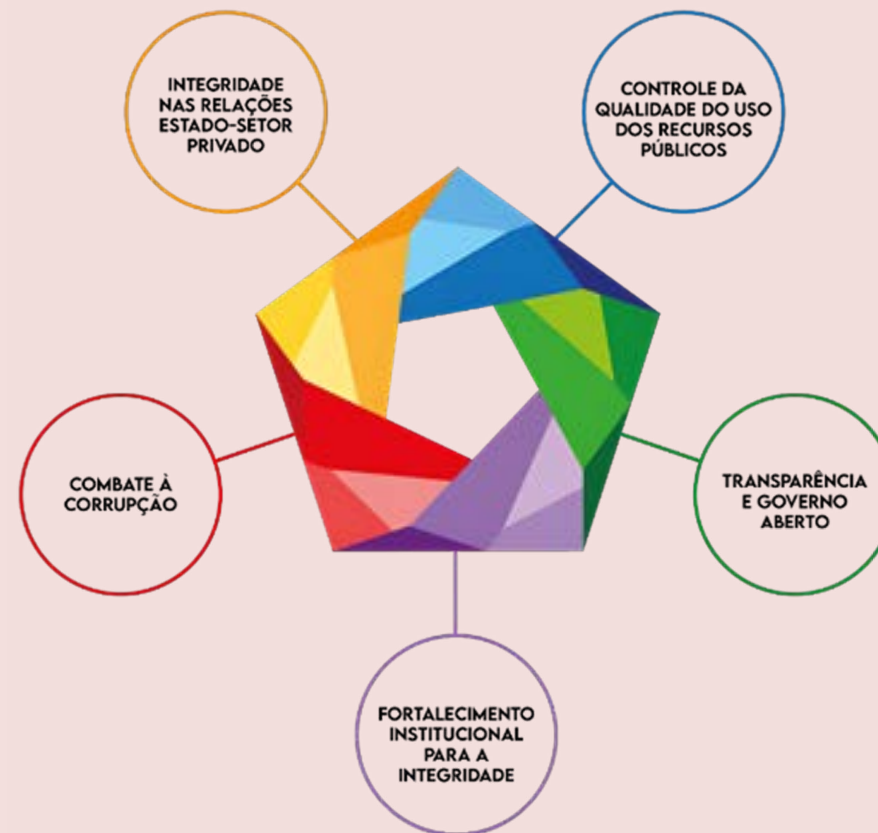 INTEGRIDADE
NAS RELAÇÕES
ESTADO-SETOR
PRIVADO
CONTROLE DA
QUALIDADE DO USO
DOS RECURSOS
PÚBLICOS
COMBATE À
CORRUPÇÃO
TRANSPARÊNCIA
E GOVERNO
ABERTO
FORTALECIMENTO
INSTITUCIONAL
PARA A
INTEGRIDADE